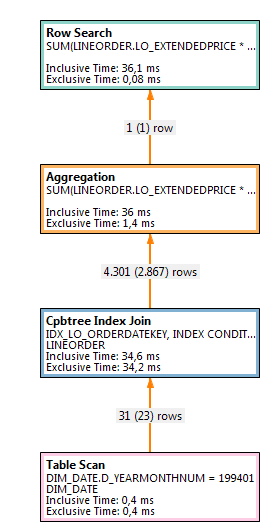 Row Search
SUM(LINEORDER.LO_EXTENDEDPRICE * ...
Inclusive Time: 36,1 ms
Exclusive Time: 0,08 ms
1 (1) row
Aggregation
SUM(LINEORDER.LO_EXTENDEDPRICE * ...
Inclusive Time: 36 ms
Exclusive Time: 1,4 ms
4.301 (2.867) rows
Cpbtree Index Join
IDX_LO_ORDERDATEKEY, INDEX CONDIT...
LINEORDER
Inclusive Time: 34,6 ms
Exclusive Time: 34,2 ms
31 (23) rows
Table Scan
DIM_DATE.D_YEARMONTHNUM = 199401
DIM_DATE
Inclusive Time: 0,4 ms
Exclusive Time: 0,4 ms